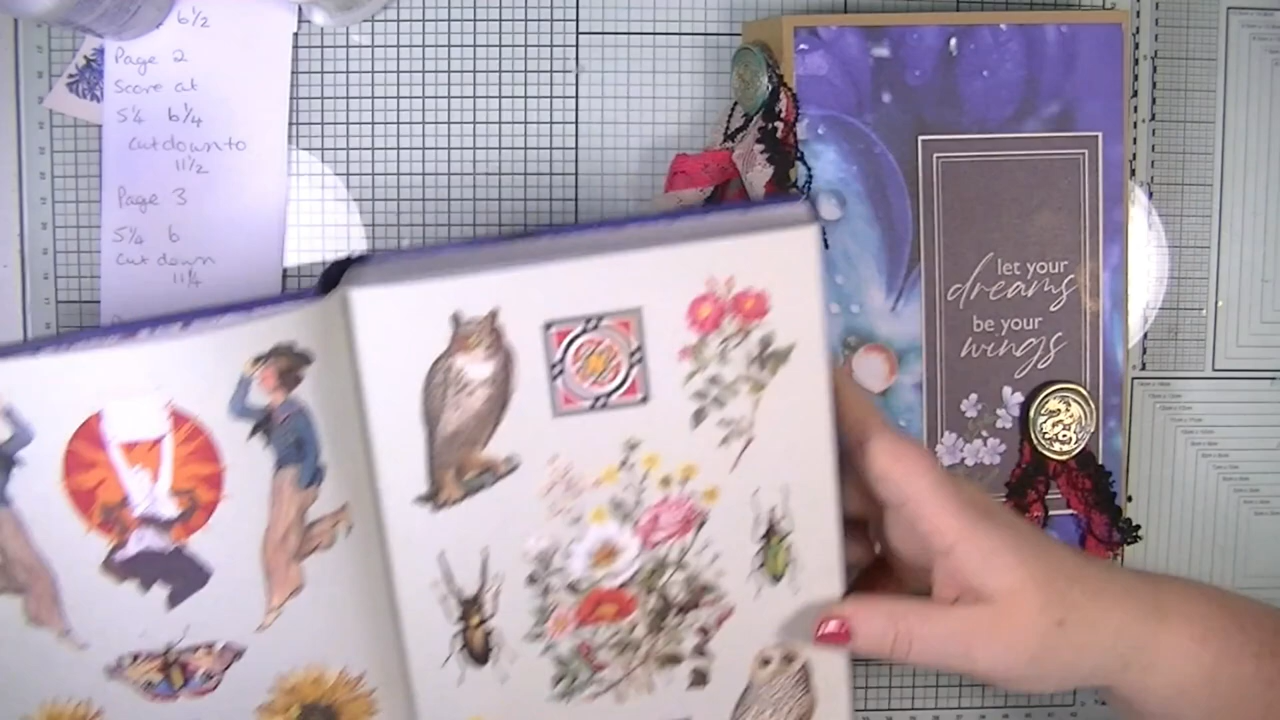 6½
Page 2
Score at
5¼ 6¼
Cut down to
11½
Page 3
5¼ 6
Cut down
11¼
let your
dreams
be your
wings